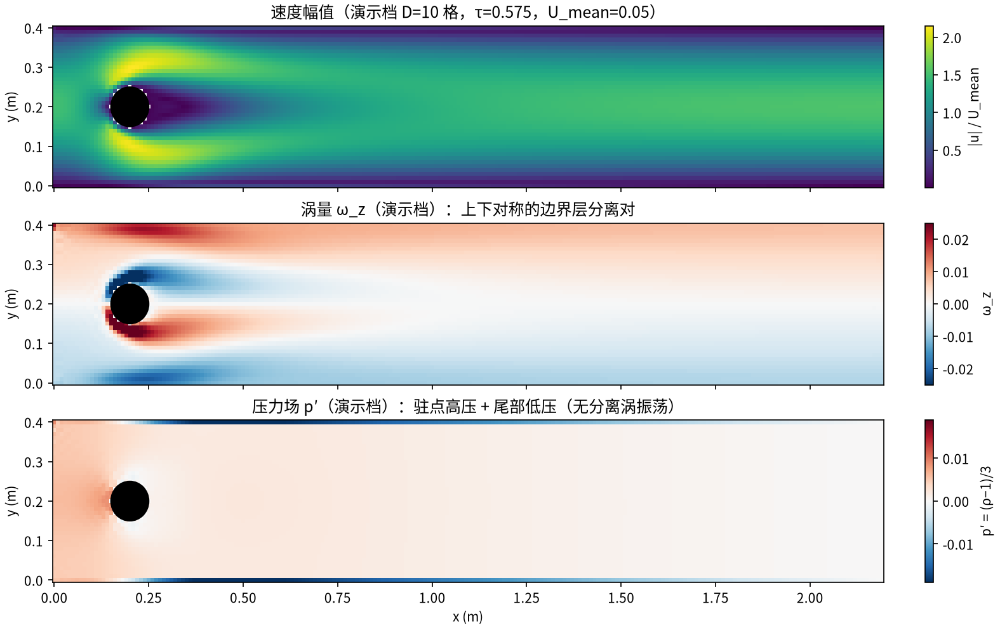 速度幅值（演示档 D=10 格，τ=0.575，U_mean=0.05）
0.4
0.3
0.2
0.1
0.0
y (m)
2.0
1.5
1.0
0.5
|u| / U_mean
涡量 ω_z（演示档）：上下对称的边界层分离对
0.4
0.3
0.2
0.1
0.0
y (m)
0.02
0.01
0.00
-0.01
-0.02
ω_z
压力场 p′（演示档）：驻点高压 + 尾部低压（无分离涡振荡）
0.4
0.3
0.2
0.1
0.0
y (m)
0.01
0.00
-0.01
p′ = (ρ−1)/3
0.00 0.25 0.50 0.75 1.00 1.25 1.50 1.75 2.00
x (m)